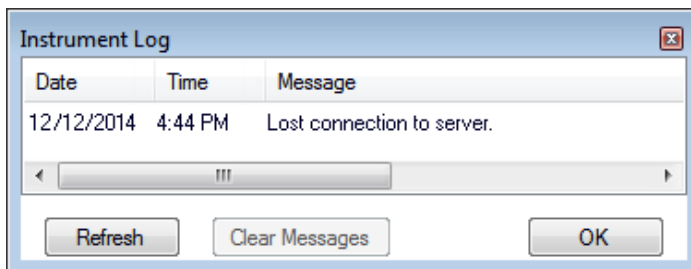 Instrument Log
Date Time Message
12/12/2014 4:44 PM Lost connection to server.
Refresh Clear Messages OK